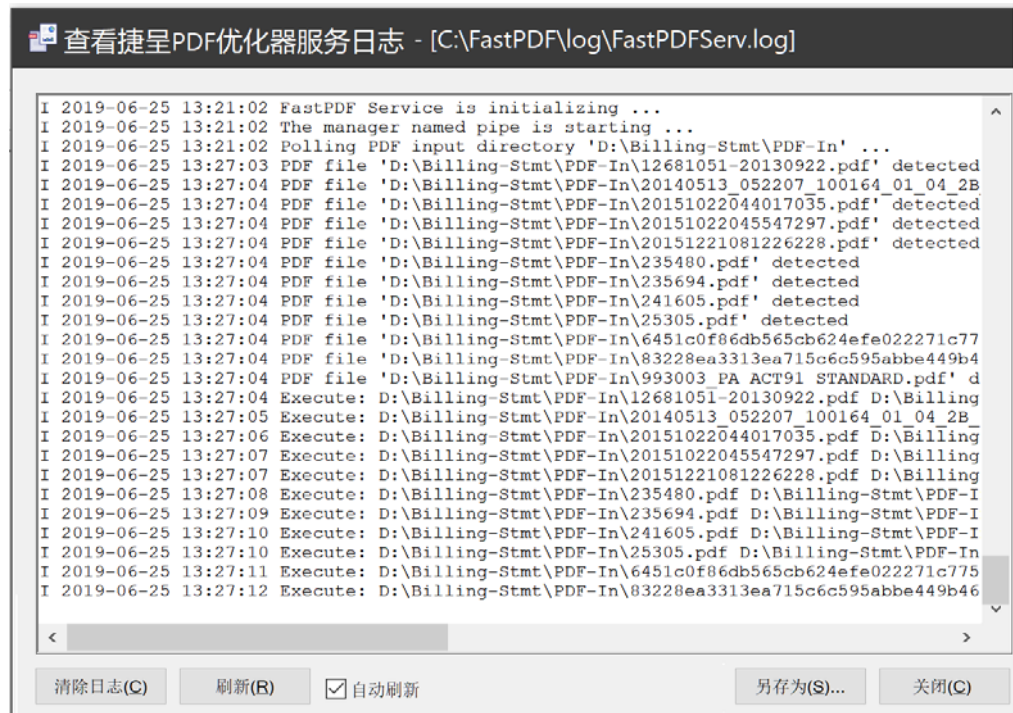 查看捷呈PDF优化器服务日志 - [C:\FastPDF\log\FastPDFServ.log]
I 2019-06-25 13:21:02 FastPDF Service is initializing ...
I 2019-06-25 13:21:02 The manager named pipe is starting ...
I 2019-06-25 13:21:02 Polling PDF input directory 'D:\Billing-Stmt\PDF-In' ...
I 2019-06-25 13:27:03 PDF file 'D:\Billing-Stmt\PDF-In\12681051-20130922.pdf' detected
I 2019-06-25 13:27:04 PDF file 'D:\Billing-Stmt\PDF-In\20140513_052207_100164_01_04_2B
I 2019-06-25 13:27:04 PDF file 'D:\Billing-Stmt\PDF-In\20151022044017035.pdf' detected
I 2019-06-25 13:27:04 PDF file 'D:\Billing-Stmt\PDF-In\20151022045547297.pdf' detected
I 2019-06-25 13:27:04 PDF file 'D:\Billing-Stmt\PDF-In\20151221081226228.pdf' detected
I 2019-06-25 13:27:04 PDF file 'D:\Billing-Stmt\PDF-In\235480.pdf' detected
I 2019-06-25 13:27:04 PDF file 'D:\Billing-Stmt\PDF-In\235694.pdf' detected
I 2019-06-25 13:27:04 PDF file 'D:\Billing-Stmt\PDF-In\241605.pdf' detected
I 2019-06-25 13:27:04 PDF file 'D:\Billing-Stmt\PDF-In\25305.pdf' detected
I 2019-06-25 13:27:04 PDF file 'D:\Billing-Stmt\PDF-In\6451c0f86db565cb624efe022271c77
I 2019-06-25 13:27:04 PDF file 'D:\Billing-Stmt\PDF-In\83228ea3313ea715c6c595abbe449b4
I 2019-06-25 13:27:04 PDF file 'D:\Billing-Stmt\PDF-In\993003_PA ACT91 STANDARD.pdf' d
I 2019-06-25 13:27:04 Execute: D:\Billing-Stmt\PDF-In\12681051-20130922.pdf D:\Billing
I 2019-06-25 13:27:05 Execute: D:\Billing-Stmt\PDF-In\20140513_052207_100164_01_04_2B_
I 2019-06-25 13:27:06 Execute: D:\Billing-Stmt\PDF-In\20151022044017035.pdf D:\Billing
I 2019-06-25 13:27:07 Execute: D:\Billing-Stmt\PDF-In\20151022045547297.pdf D:\Billing
I 2019-06-25 13:27:07 Execute: D:\Billing-Stmt\PDF-In\20151221081226228.pdf D:\Billing
I 2019-06-25 13:27:08 Execute: D:\Billing-Stmt\PDF-In\235480.pdf D:\Billing-Stmt\PDF-I
I 2019-06-25 13:27:09 Execute: D:\Billing-Stmt\PDF-In\235694.pdf D:\Billing-Stmt\PDF-I
I 2019-06-25 13:27:10 Execute: D:\Billing-Stmt\PDF-In\241605.pdf D:\Billing-Stmt\PDF-I
I 2019-06-25 13:27:10 Execute: D:\Billing-Stmt\PDF-In\25305.pdf D:\Billing-Stmt\PDF-In
I 2019-06-25 13:27:11 Execute: D:\Billing-Stmt\PDF-In\6451c0f86db565cb624efe022271c775
I 2019-06-25 13:27:12 Execute: D:\Billing-Stmt\PDF-In\83228ea3313ea715c6c595abbe449b46
清除日志(C) 刷新(R) 自动刷新 另存为(S)... 关闭(C)